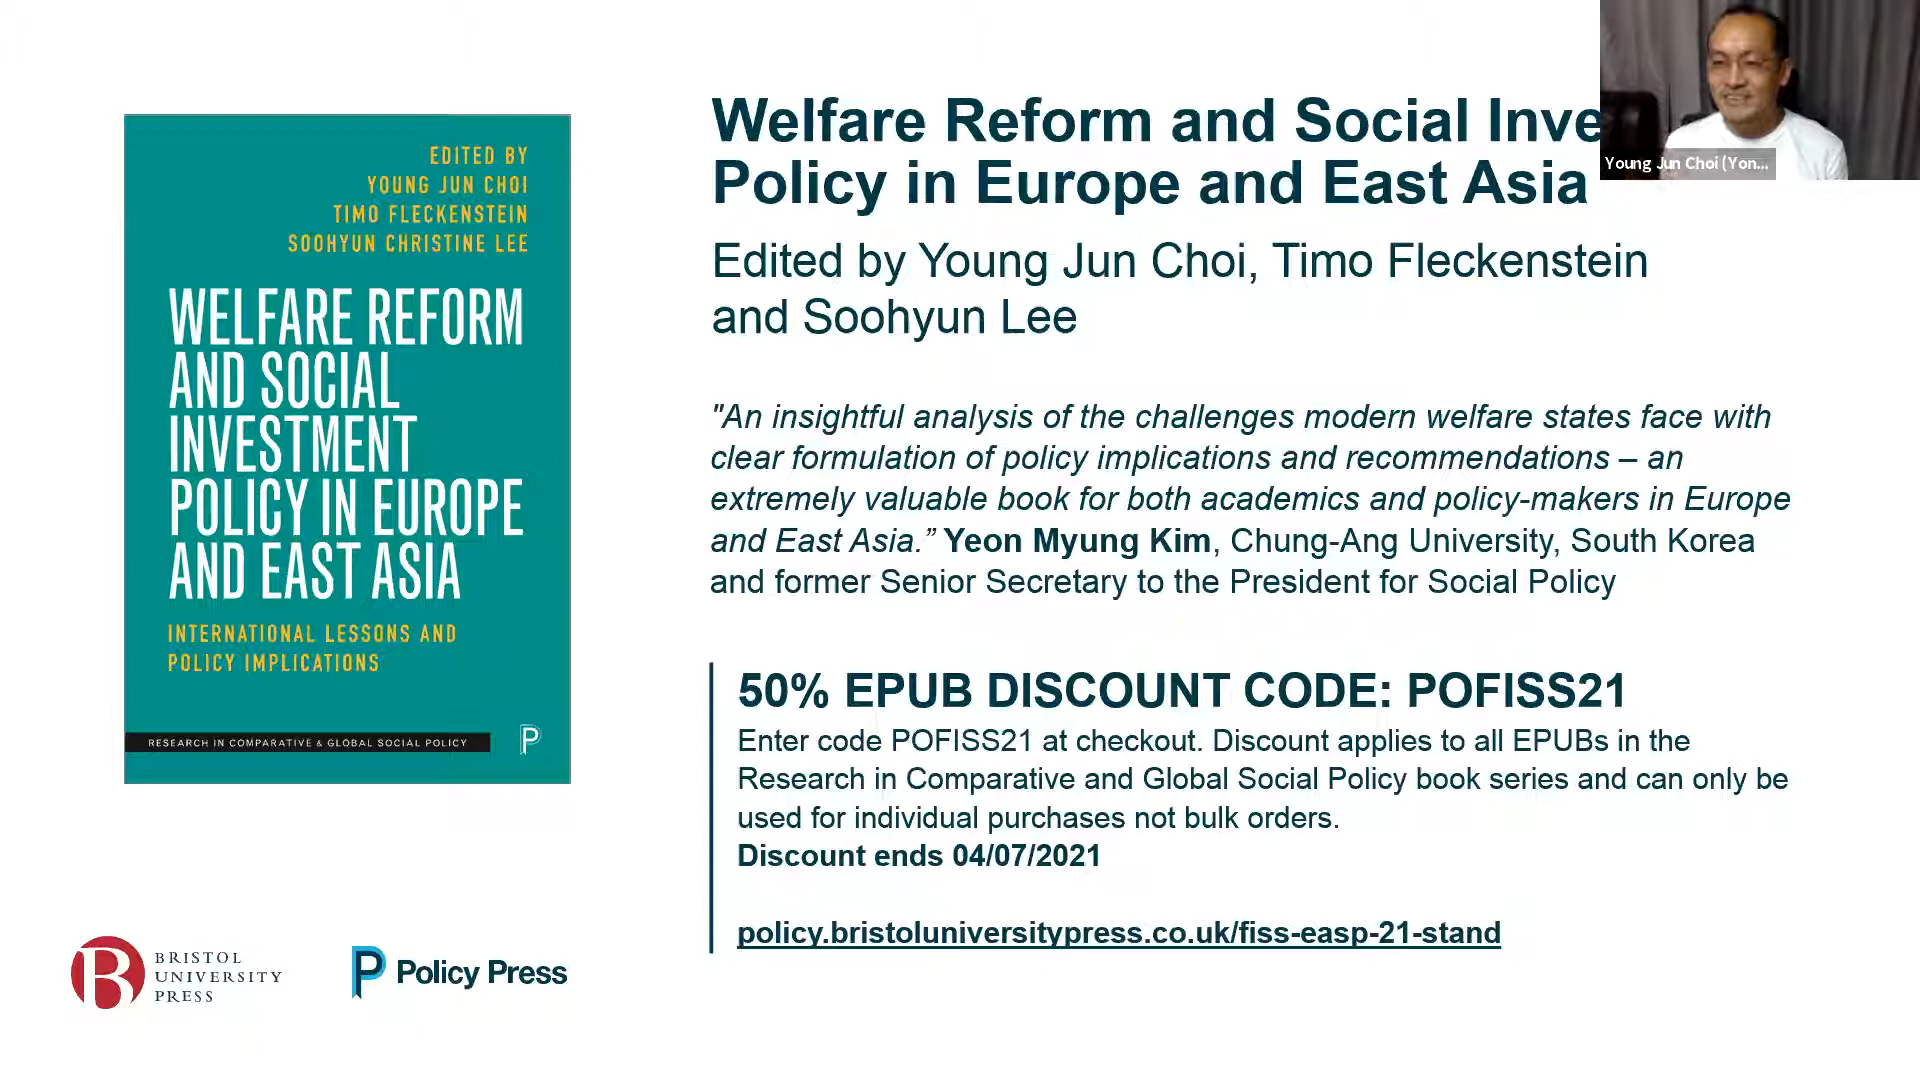 EDITED BY
YOUNG JUN CHOI
TIMO FLECKENSTEIN
SOOHYUN CHRISTINE LEE
WELFARE REFORM
AND SOCIAL
INVESTMENT
POLICY IN EUROPE
AND EAST ASIA
INTERNATIONAL LESSONS AND
POLICY IMPLICATIONS
RESEARCH IN COMPARATIVE & GLOBAL SOCIAL POLICY
P
Welfare Reform and Social Inve
Policy in Europe and East Asia
Edited by Young Jun Choi, Timo Fleckenstein
and Soohyun Lee
"An insightful analysis of the challenges modern welfare states face with
clear formulation of policy implications and recommendations – an
extremely valuable book for both academics and policy-makers in Europe
and East Asia.” Yeon Myung Kim, Chung-Ang University, South Korea
and former Senior Secretary to the President for Social Policy
50% EPUB DISCOUNT CODE: POFISS21
Enter code POFISS21 at checkout. Discount applies to all EPUBs in the
Research in Comparative and Global Social Policy book series and can only be
used for individual purchases not bulk orders.
Discount ends 04/07/2021
policy.bristoluniversitypress.co.uk/fiss-easp-21-stand
Young Jun Choi (Yon...
B
BRISTOL
UNIVERSITY
PRESS
P Policy Press